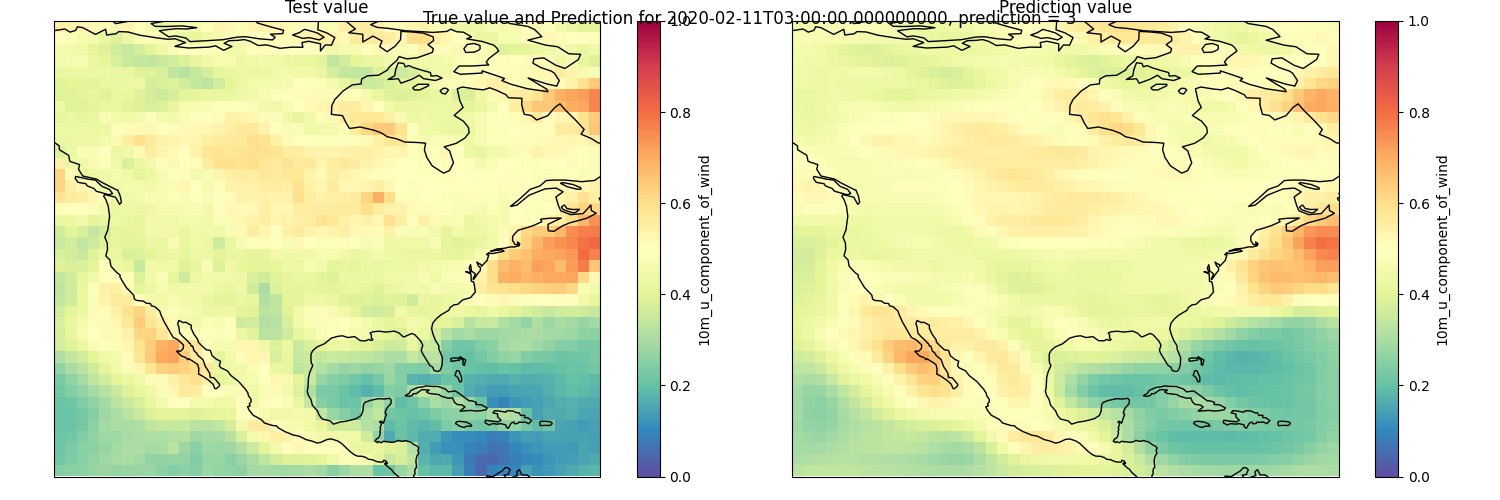 Test value
True value and Prediction for 2020-02-11T03:00:00.000000000, prediction = 3
Prediction value
1.0
0.8
0.6
0.4
0.2
0.0
10m_u_component_of_wind
1.0
0.8
0.6
0.4
0.2
0.0
10m_u_component_of_wind